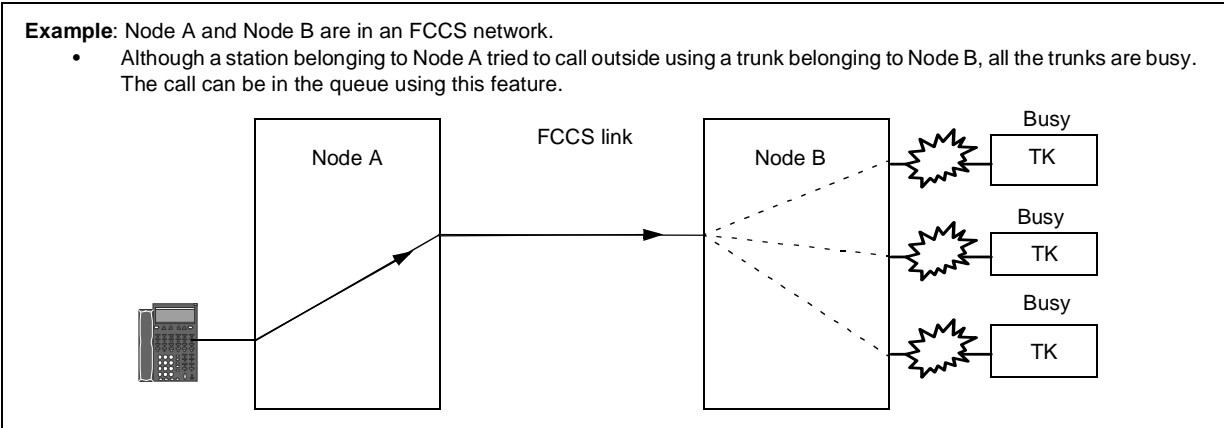 Example: Node A and Node B are in an FCCS network.
• Although a station belonging to Node A tried to call outside using a trunk belonging to Node B, all the trunks are busy.
The call can be in the queue using this feature.
Node A
FCCS link
Node B
Busy
TK
Busy
TK
Busy
TK